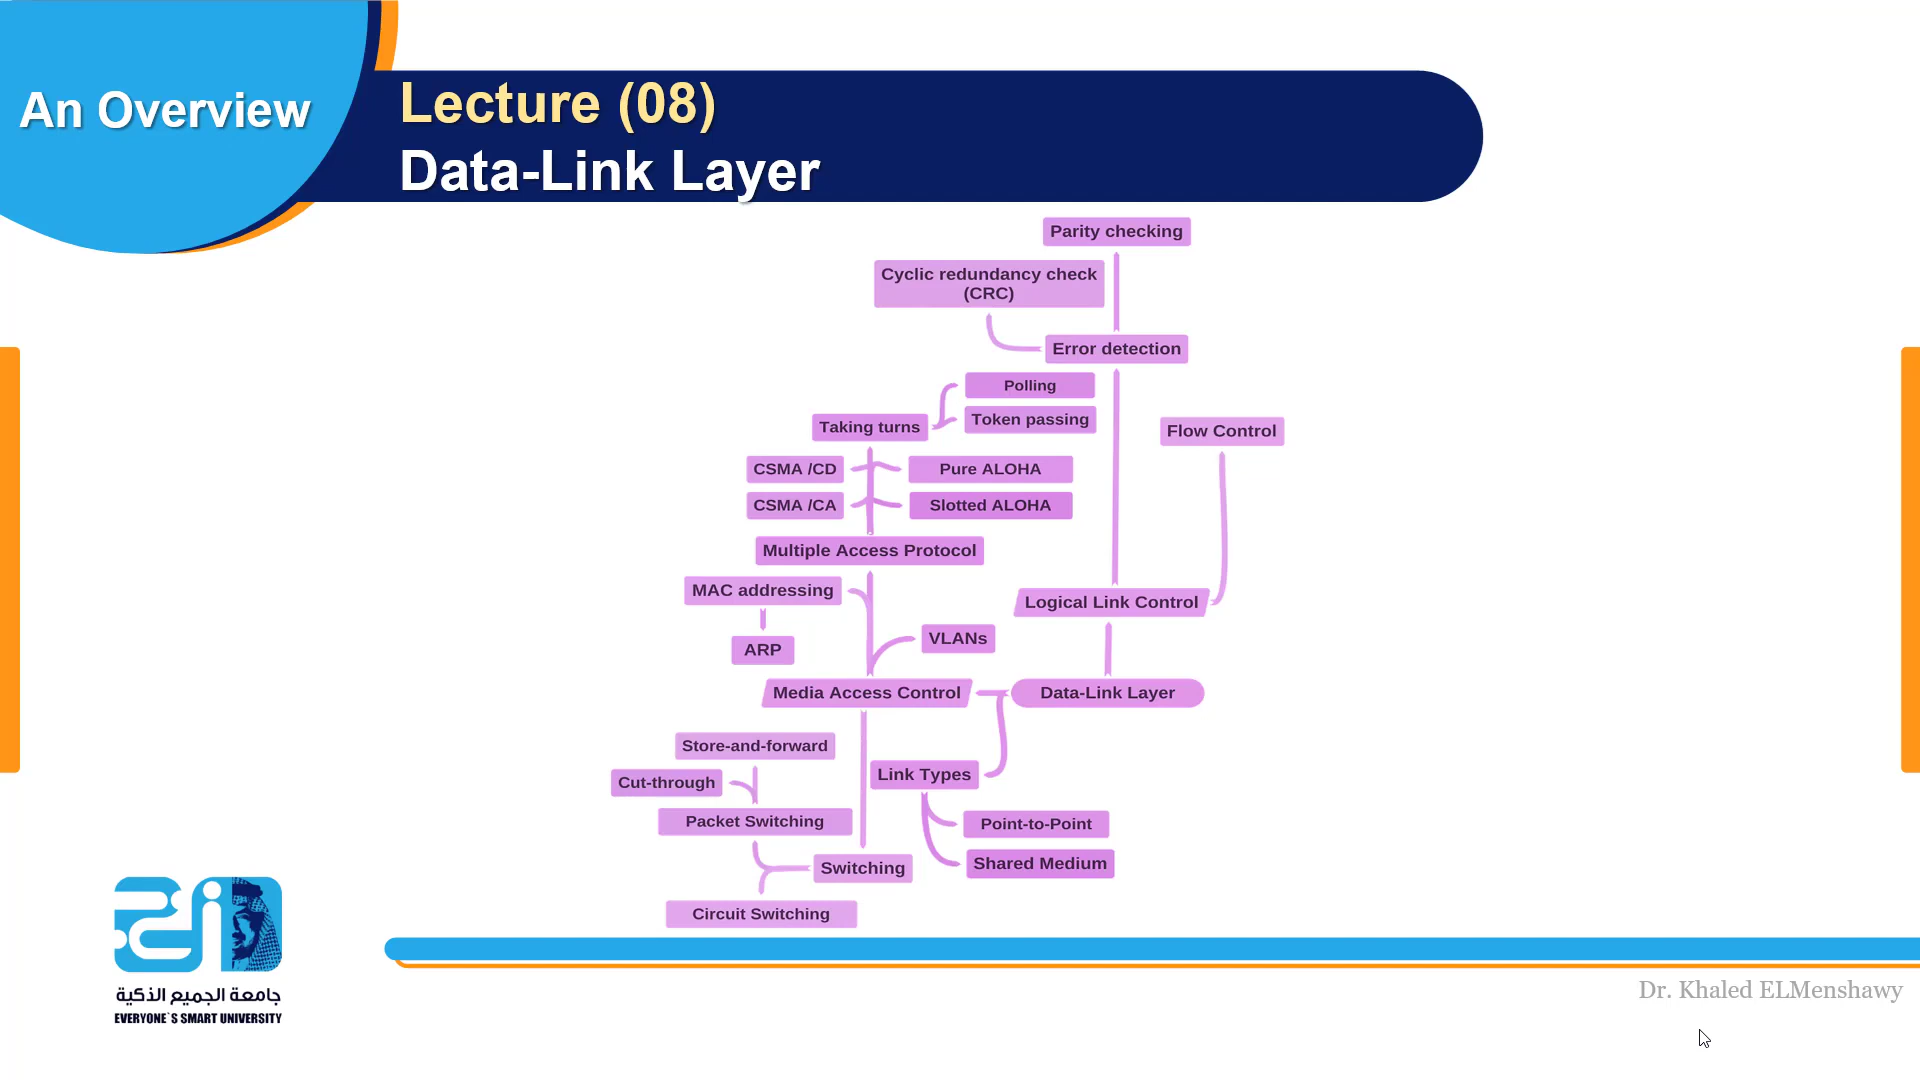 An Overview
Lecture (08)
Data-Link Layer
Parity checking
Cyclic redundancy check
(CRC)
Error detection
Polling
Token passing
Taking turns
Flow Control
CSMA /CD
Pure ALOHA
CSMA /CA
Slotted ALOHA
Multiple Access Protocol
MAC addressing
Logical Link Control
VLANs
ARP
Media Access Control
Data-Link Layer
Store-and-forward
Link Types
Cut-through
Packet Switching
Point-to-Point
Shared Medium
Switching
Circuit Switching
جامعة الجميع الذكية
EVERYONE`S SMART UNIVERSITY
Dr. Khaled ELMenshawy